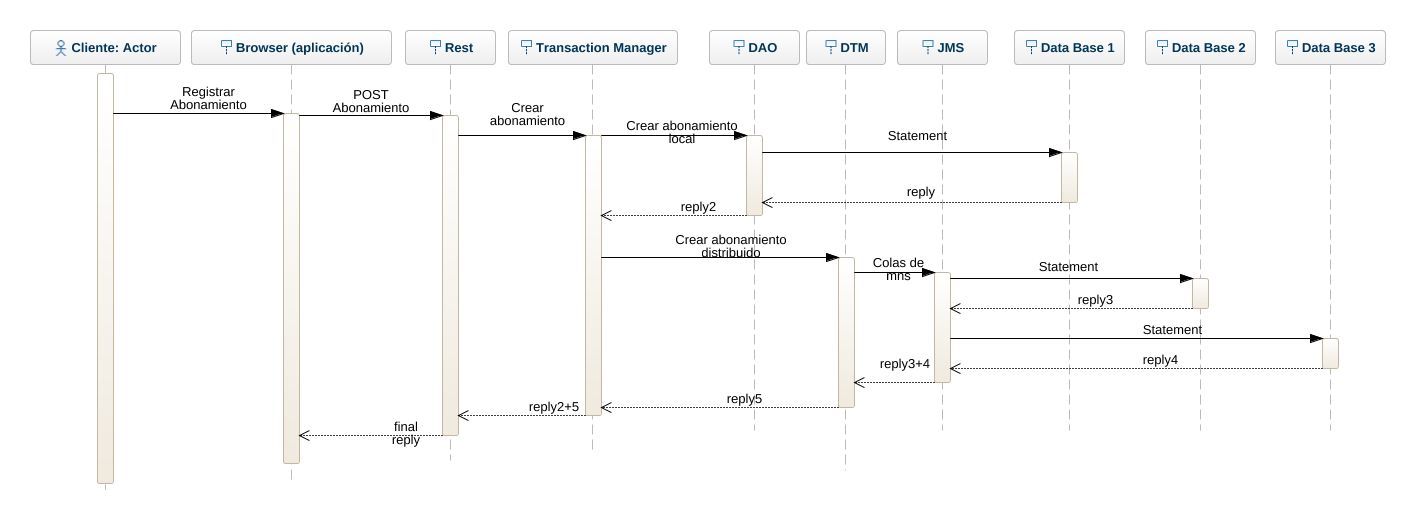 Cliente: Actor
Browser (aplicación)
Rest
Transaction Manager
DAO
DTM
JMS
Data Base 1
Data Base 2
Data Base 3
Registrar
Abonamiento
POST
Abonamiento
Crear
abonamiento
Crear abonamiento
local
Statement
reply
reply2
Crear abonamiento
distribuido
Colas de
mns
Statement
reply3
Statement
reply4
reply3+4
reply5
reply2+5
final
reply